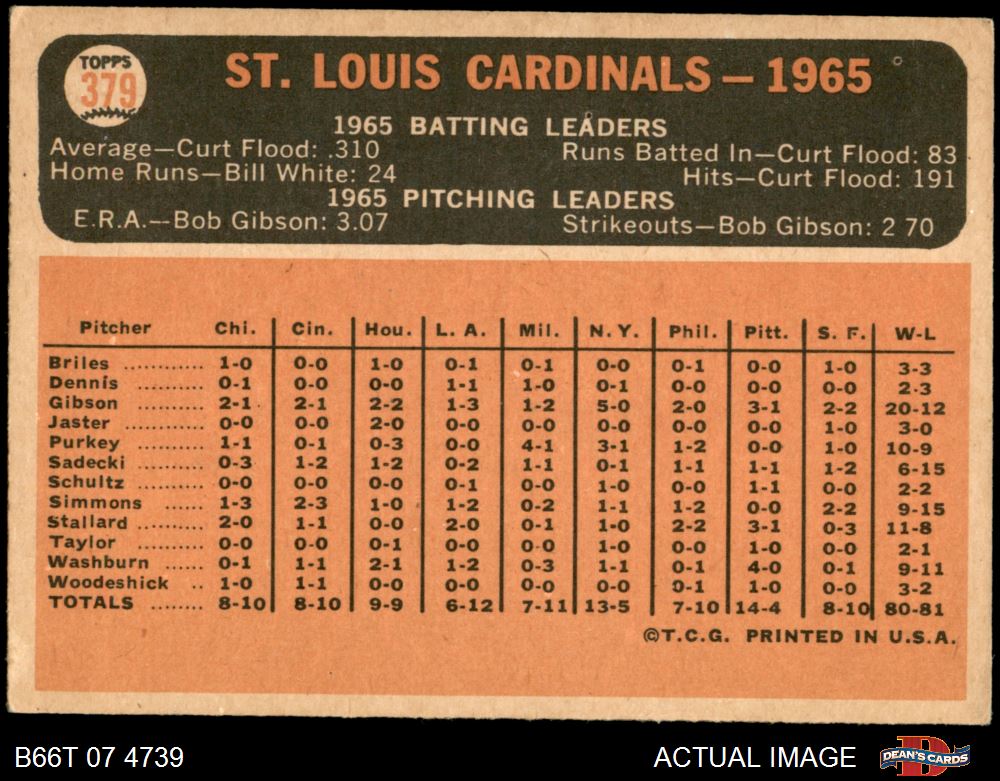 TOPPS
379
ST. LOUIS CARDINALS — 1965
1965 BATTING LEADERS
Average—Curt Flood: .310 Runs Batted In—Curt Flood: 83
Home Runs—Bill White: 24 Hits—Curt Flood: 191
1965 PITCHING LEADERS
E.R.A.—Bob Gibson: 3.07 Strikeouts—Bob Gibson: 2 70
Pitcher Chi. Cin. Hou. L. A. Mil. N. Y. Phil. Pitt. S. F. W-L
Briles ............ 1-0 0-0 1-0 0-1 0-1 0-0 0-1 0-0 1-0 3-3
Dennis .......... 0-1 0-0 0-0 1-1 1-0 0-1 0-0 0-0 0-0 2-3
Gibson .......... 2-1 2-1 2-2 1-3 1-2 5-0 2-0 3-1 2-2 20-12
Jaster ............ 0-0 0-0 2-0 0-0 0-0 0-0 0-0 0-0 1-0 3-0
Purkey .......... 1-1 0-1 0-3 0-0 4-1 3-1 1-2 0-0 1-0 10-9
Sadecki .......... 0-3 1-2 1-2 0-2 1-1 0-1 1-1 1-1 1-2 6-15
Schultz .......... 0-0 0-0 0-0 0-1 0-0 1-0 0-0 1-1 0-0 2-2
Simmons ...... 1-3 2-3 1-0 1-2 0-2 1-1 1-2 0-0 2-2 9-15
Stallard .......... 2-0 1-1 0-0 2-0 0-1 1-0 2-2 3-1 0-3 11-8
Taylor .......... 0-0 0-0 0-1 0-0 0-0 1-0 0-0 1-0 0-0 2-1
Washburn ...... 0-1 1-1 2-1 1-2 0-3 1-1 0-1 4-0 0-1 9-11
Woodeshick .. 1-0 1-1 0-0 0-0 0-0 0-0 0-1 1-0 0-0 3-2
TOTALS ........ 8-10 8-10 9-9 6-12 7-11 13-5 7-10 14-4 8-10 80-81
©T.C.G. PRINTED IN U.S.A.
B66T 07 4739 ACTUAL IMAGE DEAN'S CARDS